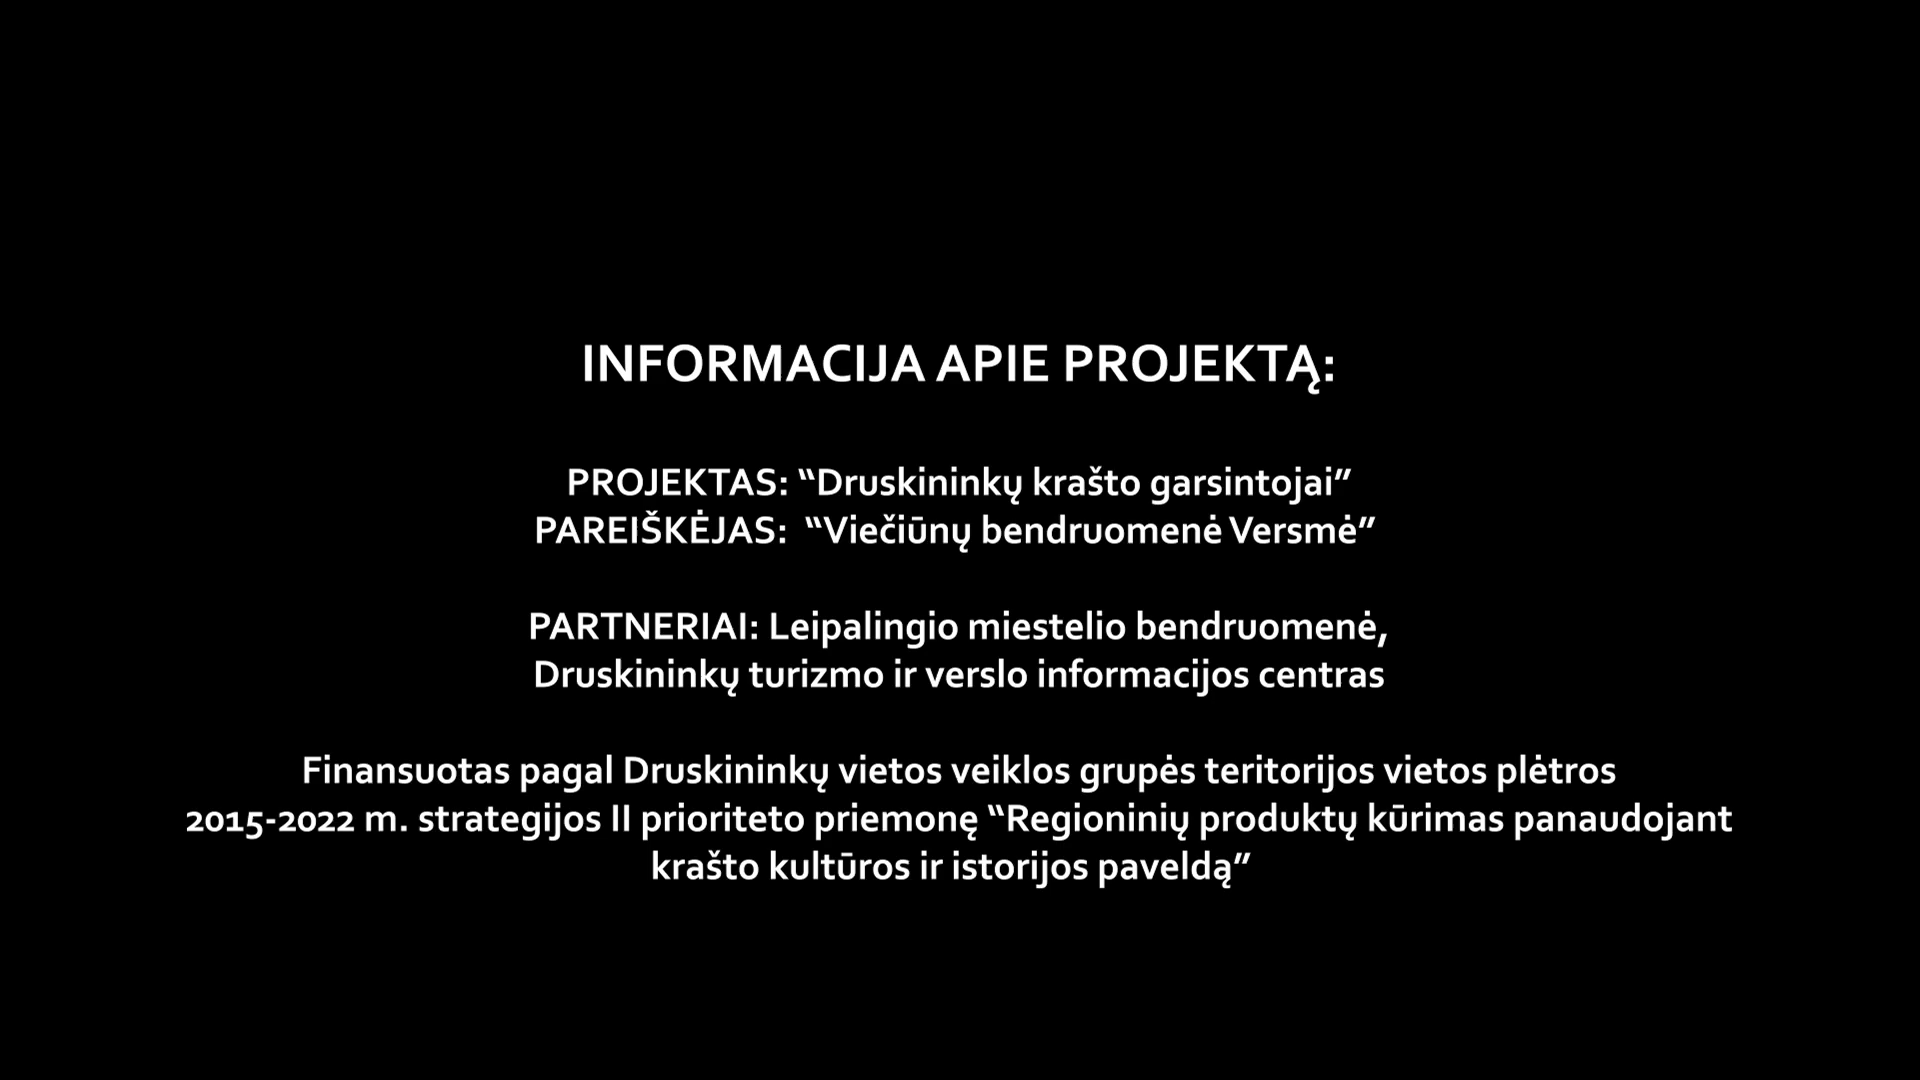 INFORMACIJA APIE PROJEKTĄ:
PROJEKTAS: “Druskininkų krašto garsintojai”
PAREIŠKĖJAS: “Viečiūnų bendruomenė Versmė”
PARTNERIAI: Leipalingio miestelio bendruomenė,
Druskininkų turizmo ir verslo informacijos centras
Finansuotas pagal Druskininkų vietos veiklos grupės teritorijos vietos plėtros
2015-2022 m. strategijos II prioriteto priemonę “Regioninių produktų kūrimas panaudojant
krašto kultūros ir istorijos paveldą”